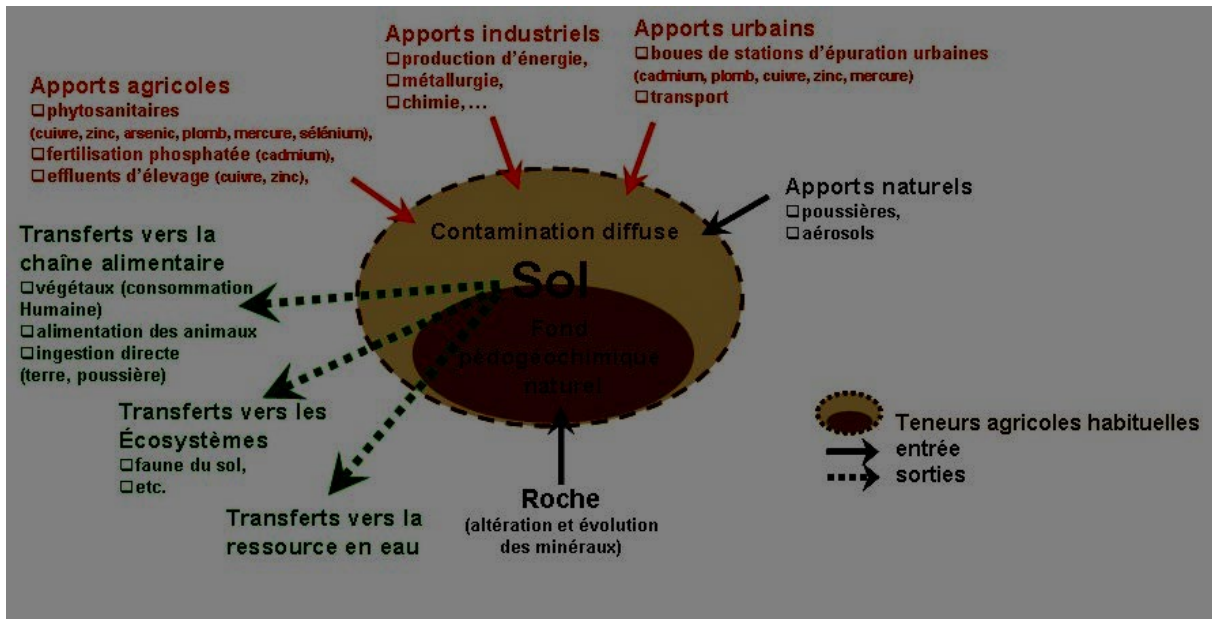 Apports agricoles
❑phytosanitaires
(cuivre, zinc, arsenic, plomb, mercure, sélénium),
❑fertilisation phosphatée (cadmium),
❑effluents d'élevage (cuivre, zinc),
Apports industriels
❑production d'énergie,
❑métallurgie,
❑chimie, ...
Apports urbains
❑boues de stations d'épuration urbaines
(cadmium, plomb, cuivre, zinc, mercure)
❑transport
Apports naturels
❑poussières,
❑aérosols
Contamination diffuse
Sol
Fond
pédogéochimique
naturel
Transferts vers la
chaîne alimentaire
❑végétaux (consommation
Humaine)
❑alimentation des animaux
❑ingestion directe
(terre, poussière)
Transferts vers les
Écosystèmes
❑faune du sol,
❑etc.
Transferts vers la
ressource en eau
Roche
(altération et évolution
des minéraux)
Teneurs agricoles habituelles
entrée
sorties